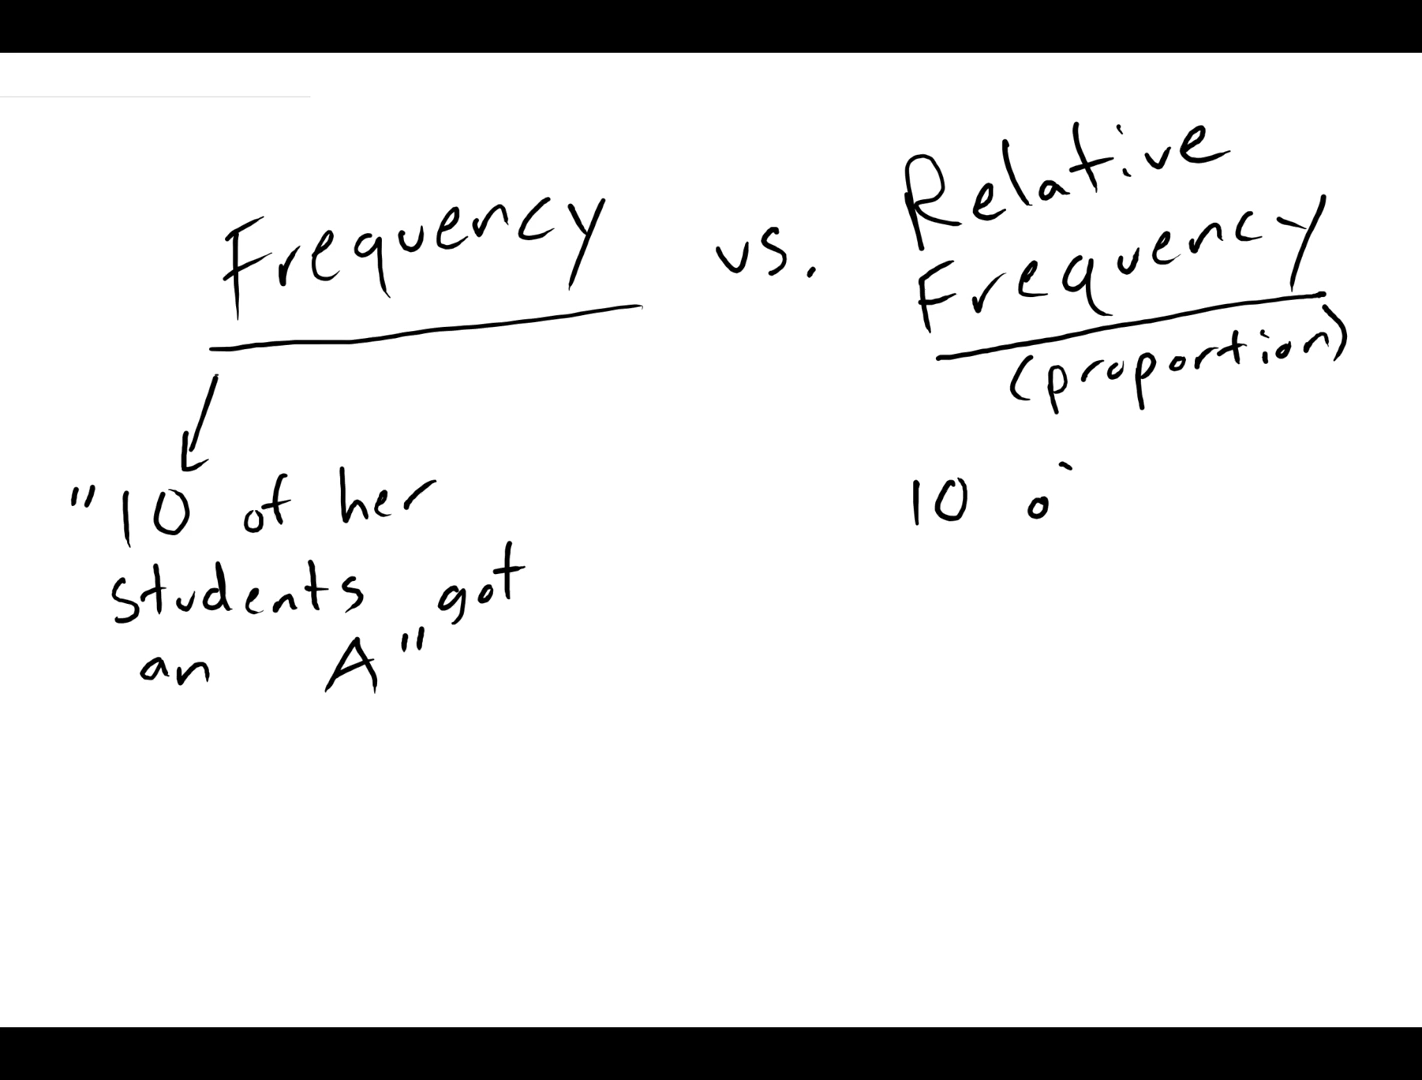 Frequency vs. Relative
Frequency
(proportion)
"10 of her
students got
an A"
10 o